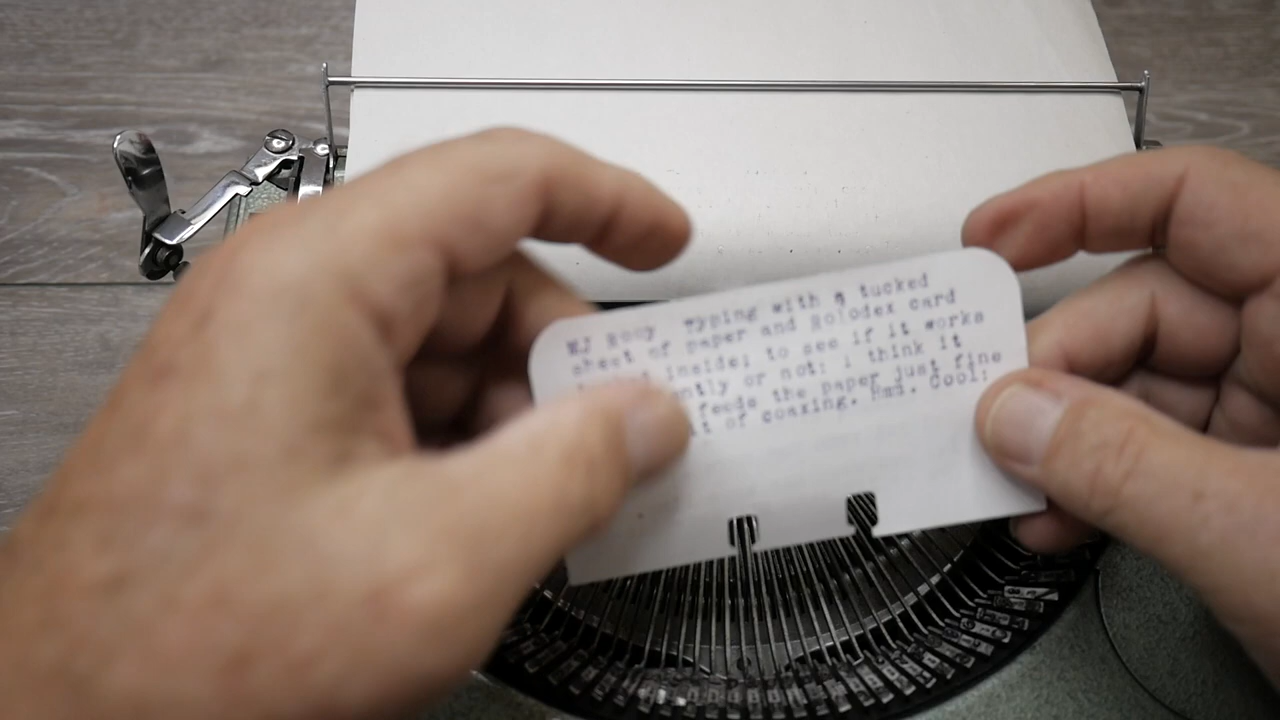 Typing with a tucked
sheet of paper and Rolodex card
inside; to see if it works
or not: i think it
feeds the paper just fine
of coaxing. Hmd. Cool: